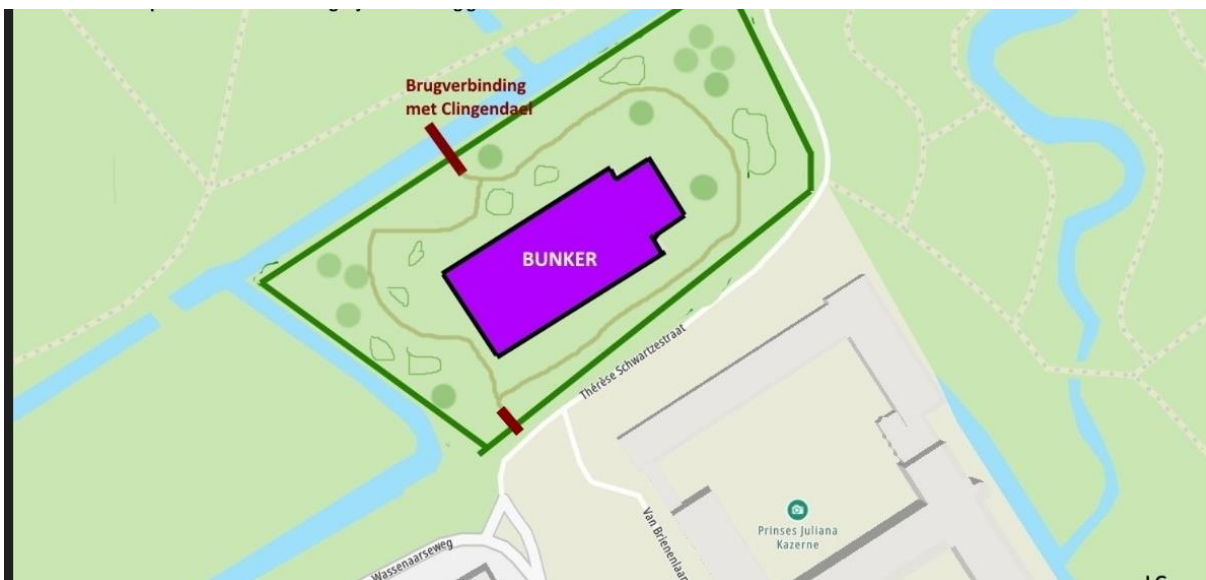 Brugverbinding
met Clingendael
BUNKER
Thérèse Schwartzestraat
Van Brienenlaan
Prinses Juliana
Kazerne
Wassenaarseweg